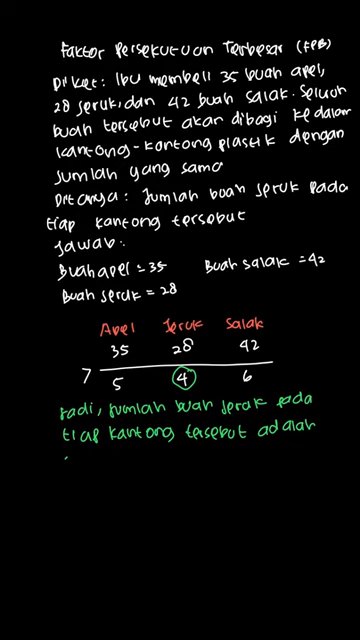 Faktor Persekutuan Terbesar (FPB)
Diket: Ibu membeli 35 buah apel,
28 jeruk, dan 42 buah salak. Seluruh
buah tersebut akan dibagi kedalam
kantong-kantong plastik dengan
jumlah yang sama
Ditanya: Jumlah buah jeruk pada
tiap kantong tersebut
Jawab:
Buah apel = 35 Buah salak = 42
Buah jeruk = 28
Apel Jeruk Salak
35 28 42
7 5 4 6
Jadi, jumlah buah jeruk pada
tiap kantong tersebut adalah